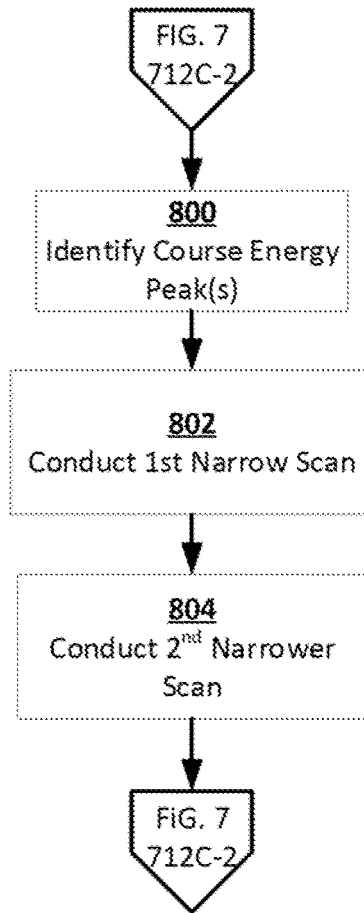 FIG. 7
712C-2
800
Identify Course Energy
Peak(s)
802
Conduct 1st Narrow Scan
804
Conduct 2nd Narrower
Scan
FIG. 7
712C-2